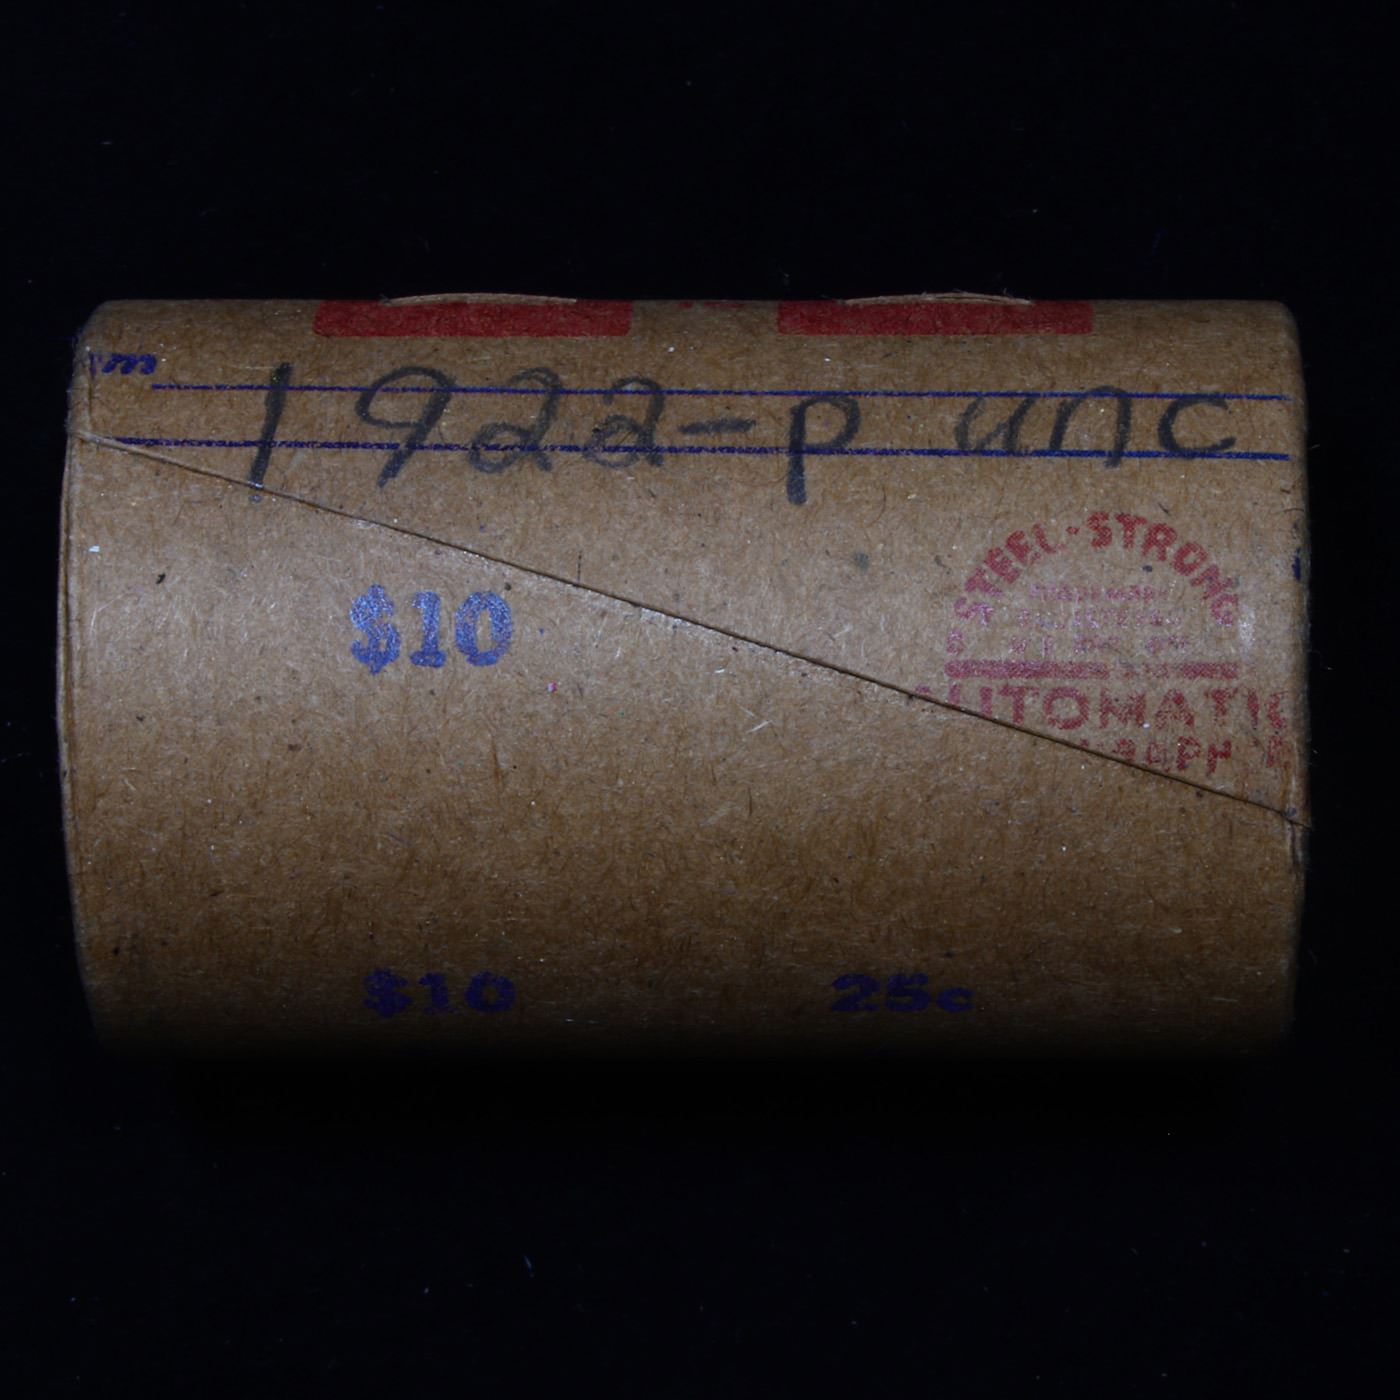 m
1922-P unc
STEEL-STRONG
$10
AUTOMATIC
$10 25c